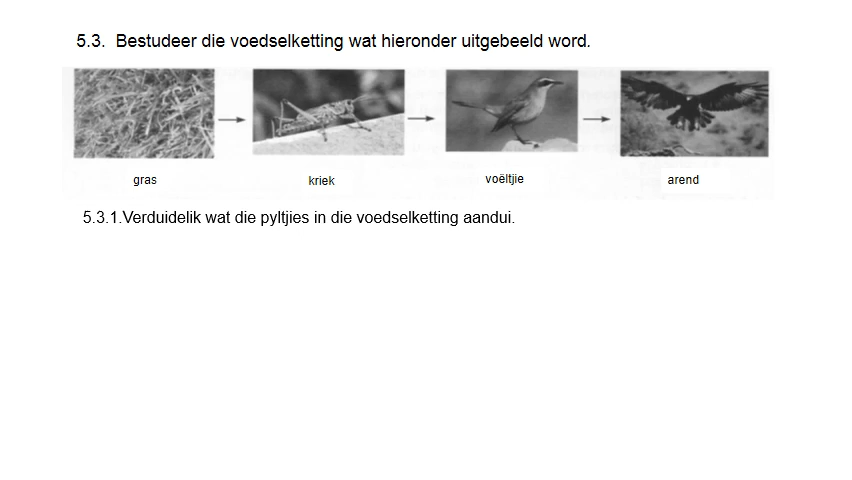 5.3. Bestudeer die voedselketting wat hieronder uitgebeeld word.
gras kriek voëltjie arend
5.3.1.Verduidelik wat die pyltjies in die voedselketting aandui.